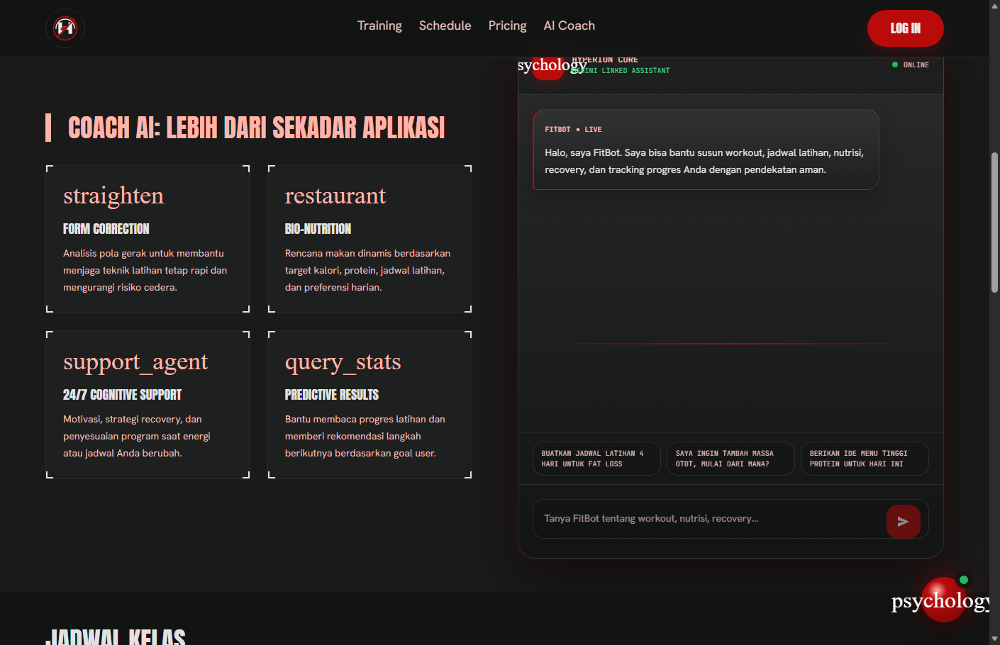 Training Schedule Pricing AI Coach
LOG IN
HYPERION CORE
psychology
GEMINI LINKED ASSISTANT
ONLINE
COACH AI: LEBIH DARI SEKADAR APLIKASI
straighten
FORM CORRECTION
Analisis pola gerak untuk membantu
menjaga teknik latihan tetap rapi dan
mengurangi risiko cedera.
restaurant
BIO-NUTRITION
Rencana makan dinamis berdasarkan
target kalori, protein, jadwal latihan,
dan preferensi harian.
support_agent
24/7 COGNITIVE SUPPORT
Motivasi, strategi recovery, dan
penyesuaian program saat energi
atau jadwal Anda berubah.
query_stats
PREDICTIVE RESULTS
Bantu membaca progres latihan dan
memberi rekomendasi langkah
berikutnya berdasarkan goal user.
FITBOT ▪ LIVE
Halo, saya FitBot. Saya bisa bantu susun workout, jadwal latihan, nutrisi,
recovery, dan tracking progres Anda dengan pendekatan aman.
BUATKAN JADWAL LATIHAN 4
HARI UNTUK FAT LOSS
SAYA INGIN TAMBAH MASSA
OTOT, MULAI DARI MANA?
BERIKAN IDE MENU TINGGI
PROTEIN UNTUK HARI INI
Tanya FitBot tentang workout, nutrisi, recovery...
psychology
JADWAL KELAS